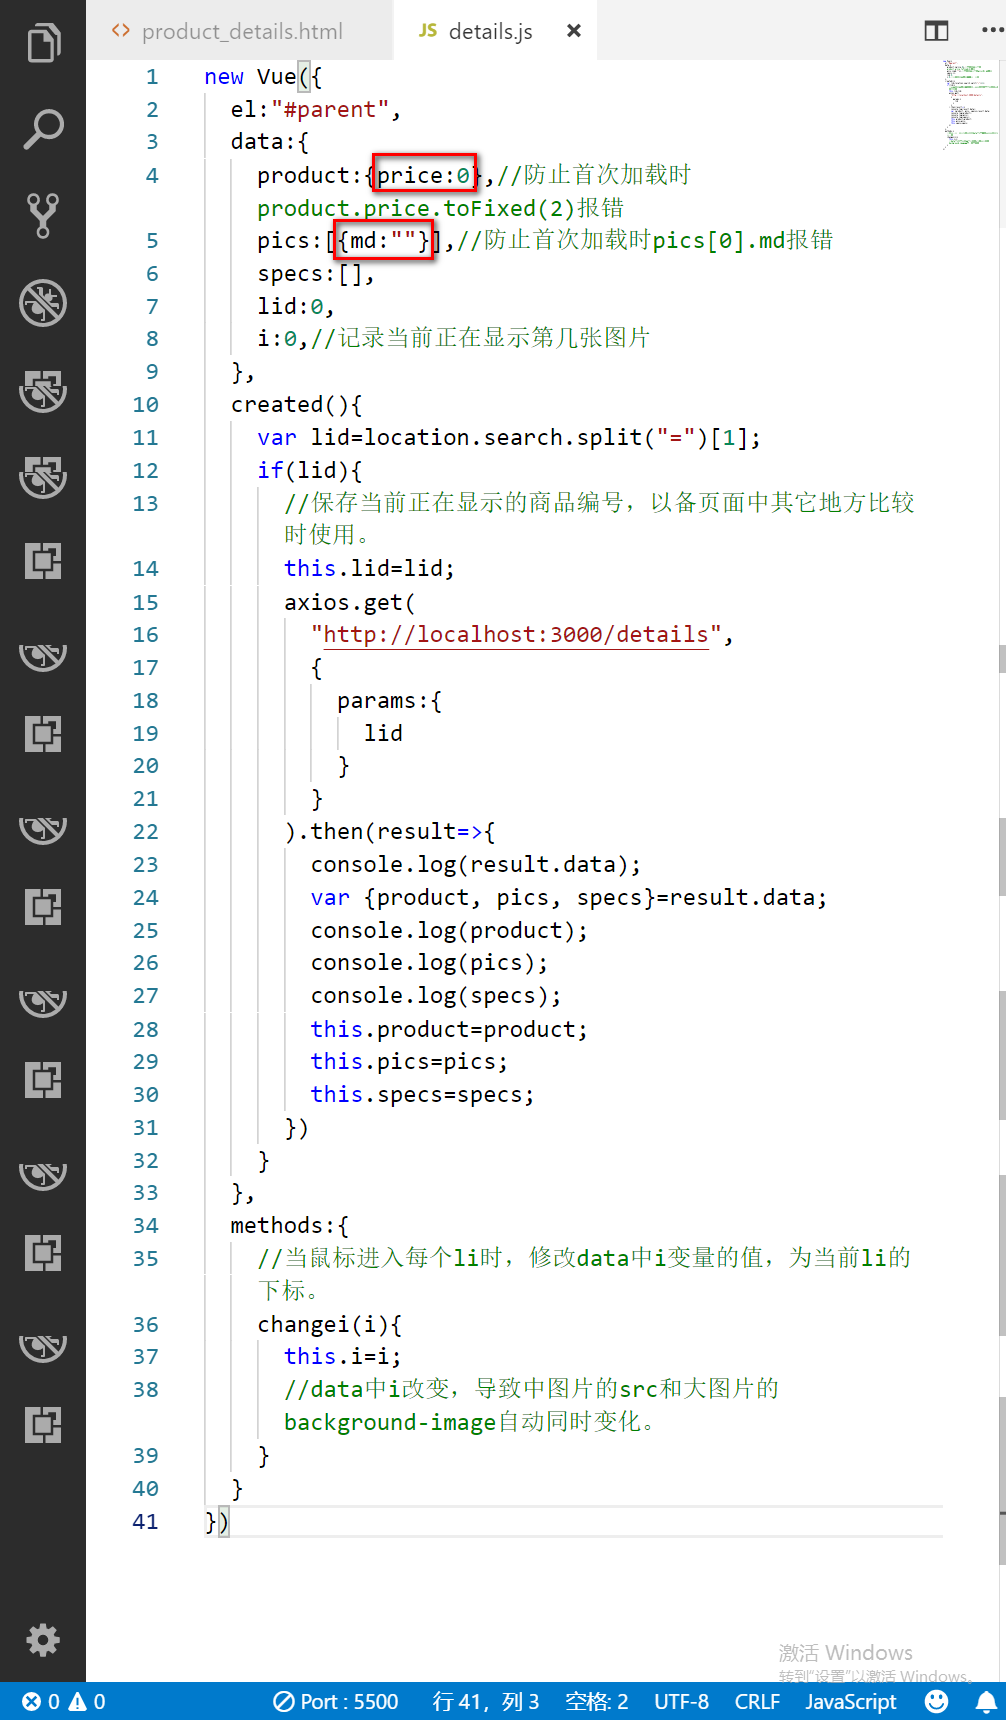 <> product_details.html
JS details.js ×
1 new Vue({
2 el:"#parent",
3 data:{
4 product:{price:0},//防止首次加载时
product.price.toFixed(2)报错
5 pics:[{md:""}],//防止首次加载时pics[0].md报错
6 specs:[],
7 lid:0,
8 i:0,//记录当前正在显示第几张图片
9 },
10 created(){
11 var lid=location.search.split("=")[1];
12 if(lid){
13 //保存当前正在显示的商品编号，以备页面中其它地方比较
时使用。
14 this.lid=lid;
15 axios.get(
16 "http://localhost:3000/details",
17 {
18 params:{
19 lid
20 }
21 }
22 ).then(result=>{
23 console.log(result.data);
24 var {product, pics, specs}=result.data;
25 console.log(product);
26 console.log(pics);
27 console.log(specs);
28 this.product=product;
29 this.pics=pics;
30 this.specs=specs;
31 })
32 }
33 },
34 methods:{
35 //当鼠标进入每个li时，修改data中i变量的值，为当前li的
下标。
36 changei(i){
37 this.i=i;
38 //data中i改变，导致中图片的src和大图片的
background-image自动同时变化。
39 }
40 }
41 })
激活 Windows
转到"设置"以激活 Windows。
0 0 Port : 5500 行 41，列 3 空格: 2 UTF-8 CRLF JavaScript